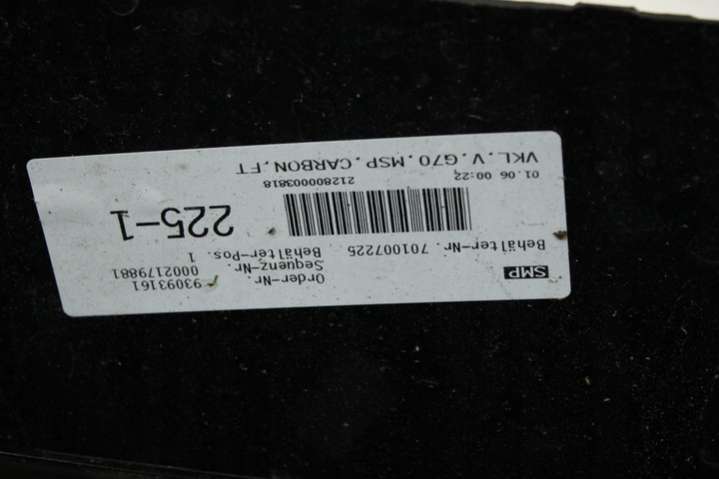 SMP
Order-Nr. 93093161
Sequenz-Nr. 0002179881
Behälter-Nr. 701007225 Behälter-Pos. 1
225-1
01.06 00:22 212800003818
VKL.V.G70.MSP.CARBON.FT